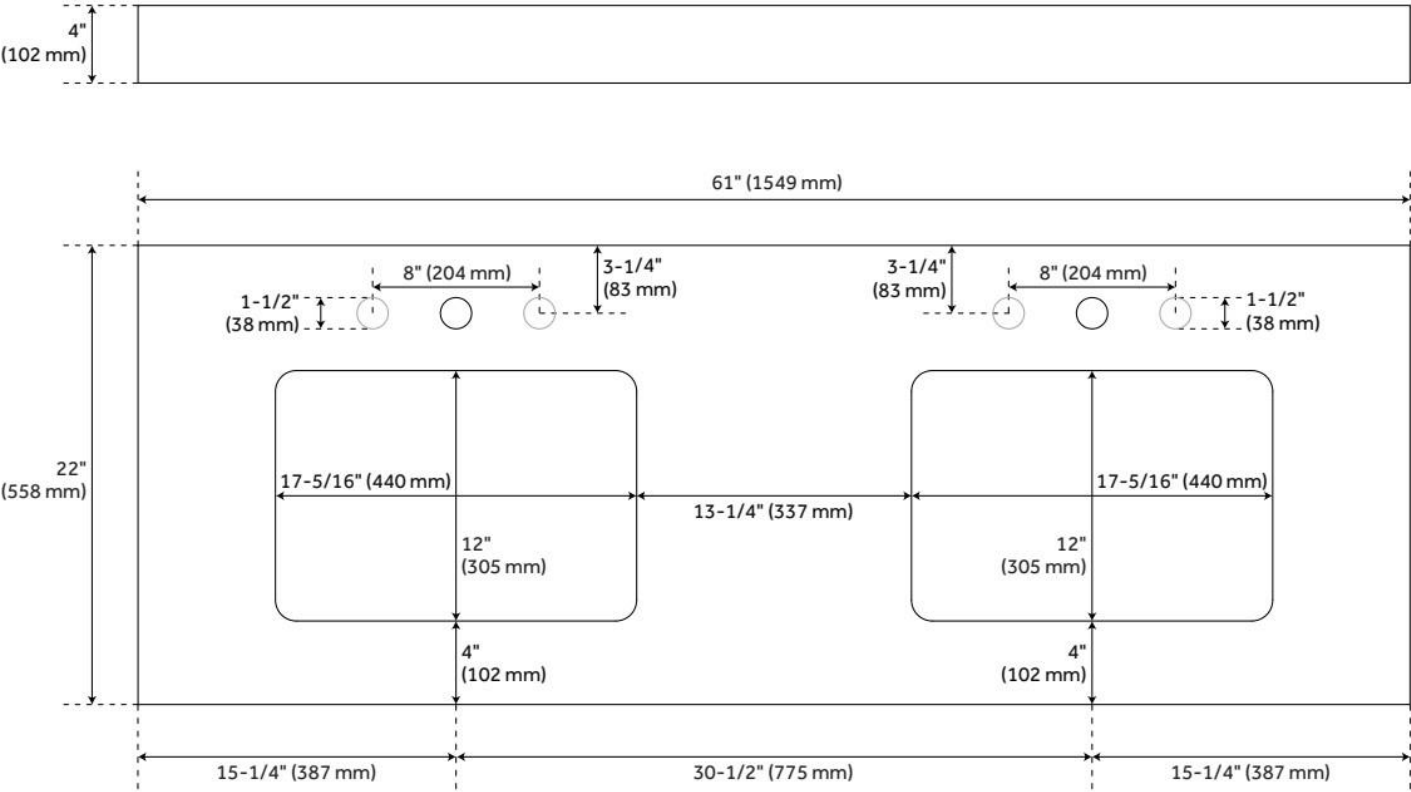 4"
(102 mm)
61" (1549 mm)
8" (204 mm)
3-1/4"
(83 mm)
3-1/4"
(83 mm)
8" (204 mm)
1-1/2"
(38 mm)
1-1/2"
(38 mm)
22"
(558 mm)
17-5/16" (440 mm)
17-5/16" (440 mm)
13-1/4" (337 mm)
12"
(305 mm)
12"
(305 mm)
4"
(102 mm)
4"
(102 mm)
15-1/4" (387 mm)
30-1/2" (775 mm)
15-1/4" (387 mm)